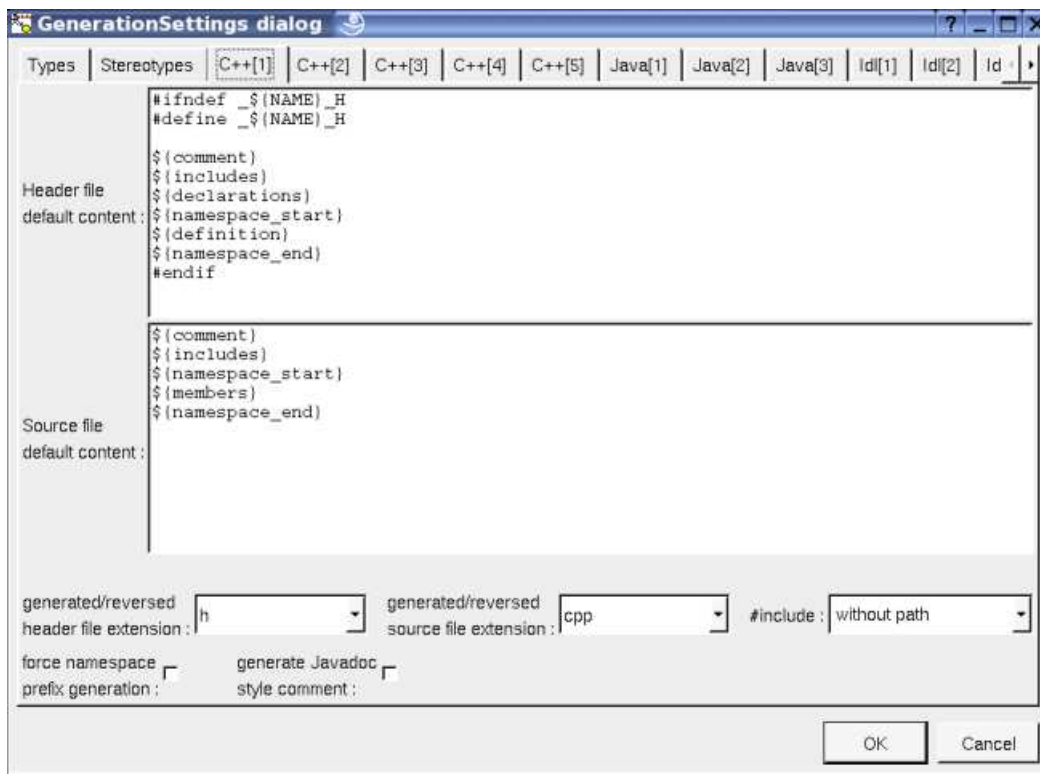 GenerationSettings dialog
Types Stereotypes C++[1] C++[2] C++[3] C++[4] C++[5] Java[1] Java[2] Java[3] Idl[1] Idl[2] Id
Header file
default content :
#ifndef _${NAME}_H
#define _${NAME}_H
${comment}
${includes}
${declarations}
${namespace_start}
${definition}
${namespace_end}
#endif
Source file
default content :
${comment}
${includes}
${namespace_start}
${members}
${namespace_end}
generated/reversed
header file extension : h
generated/reversed
source file extension : cpp
#include : without path
force namespace
prefix generation :
generate Javadoc
style comment :
OK Cancel